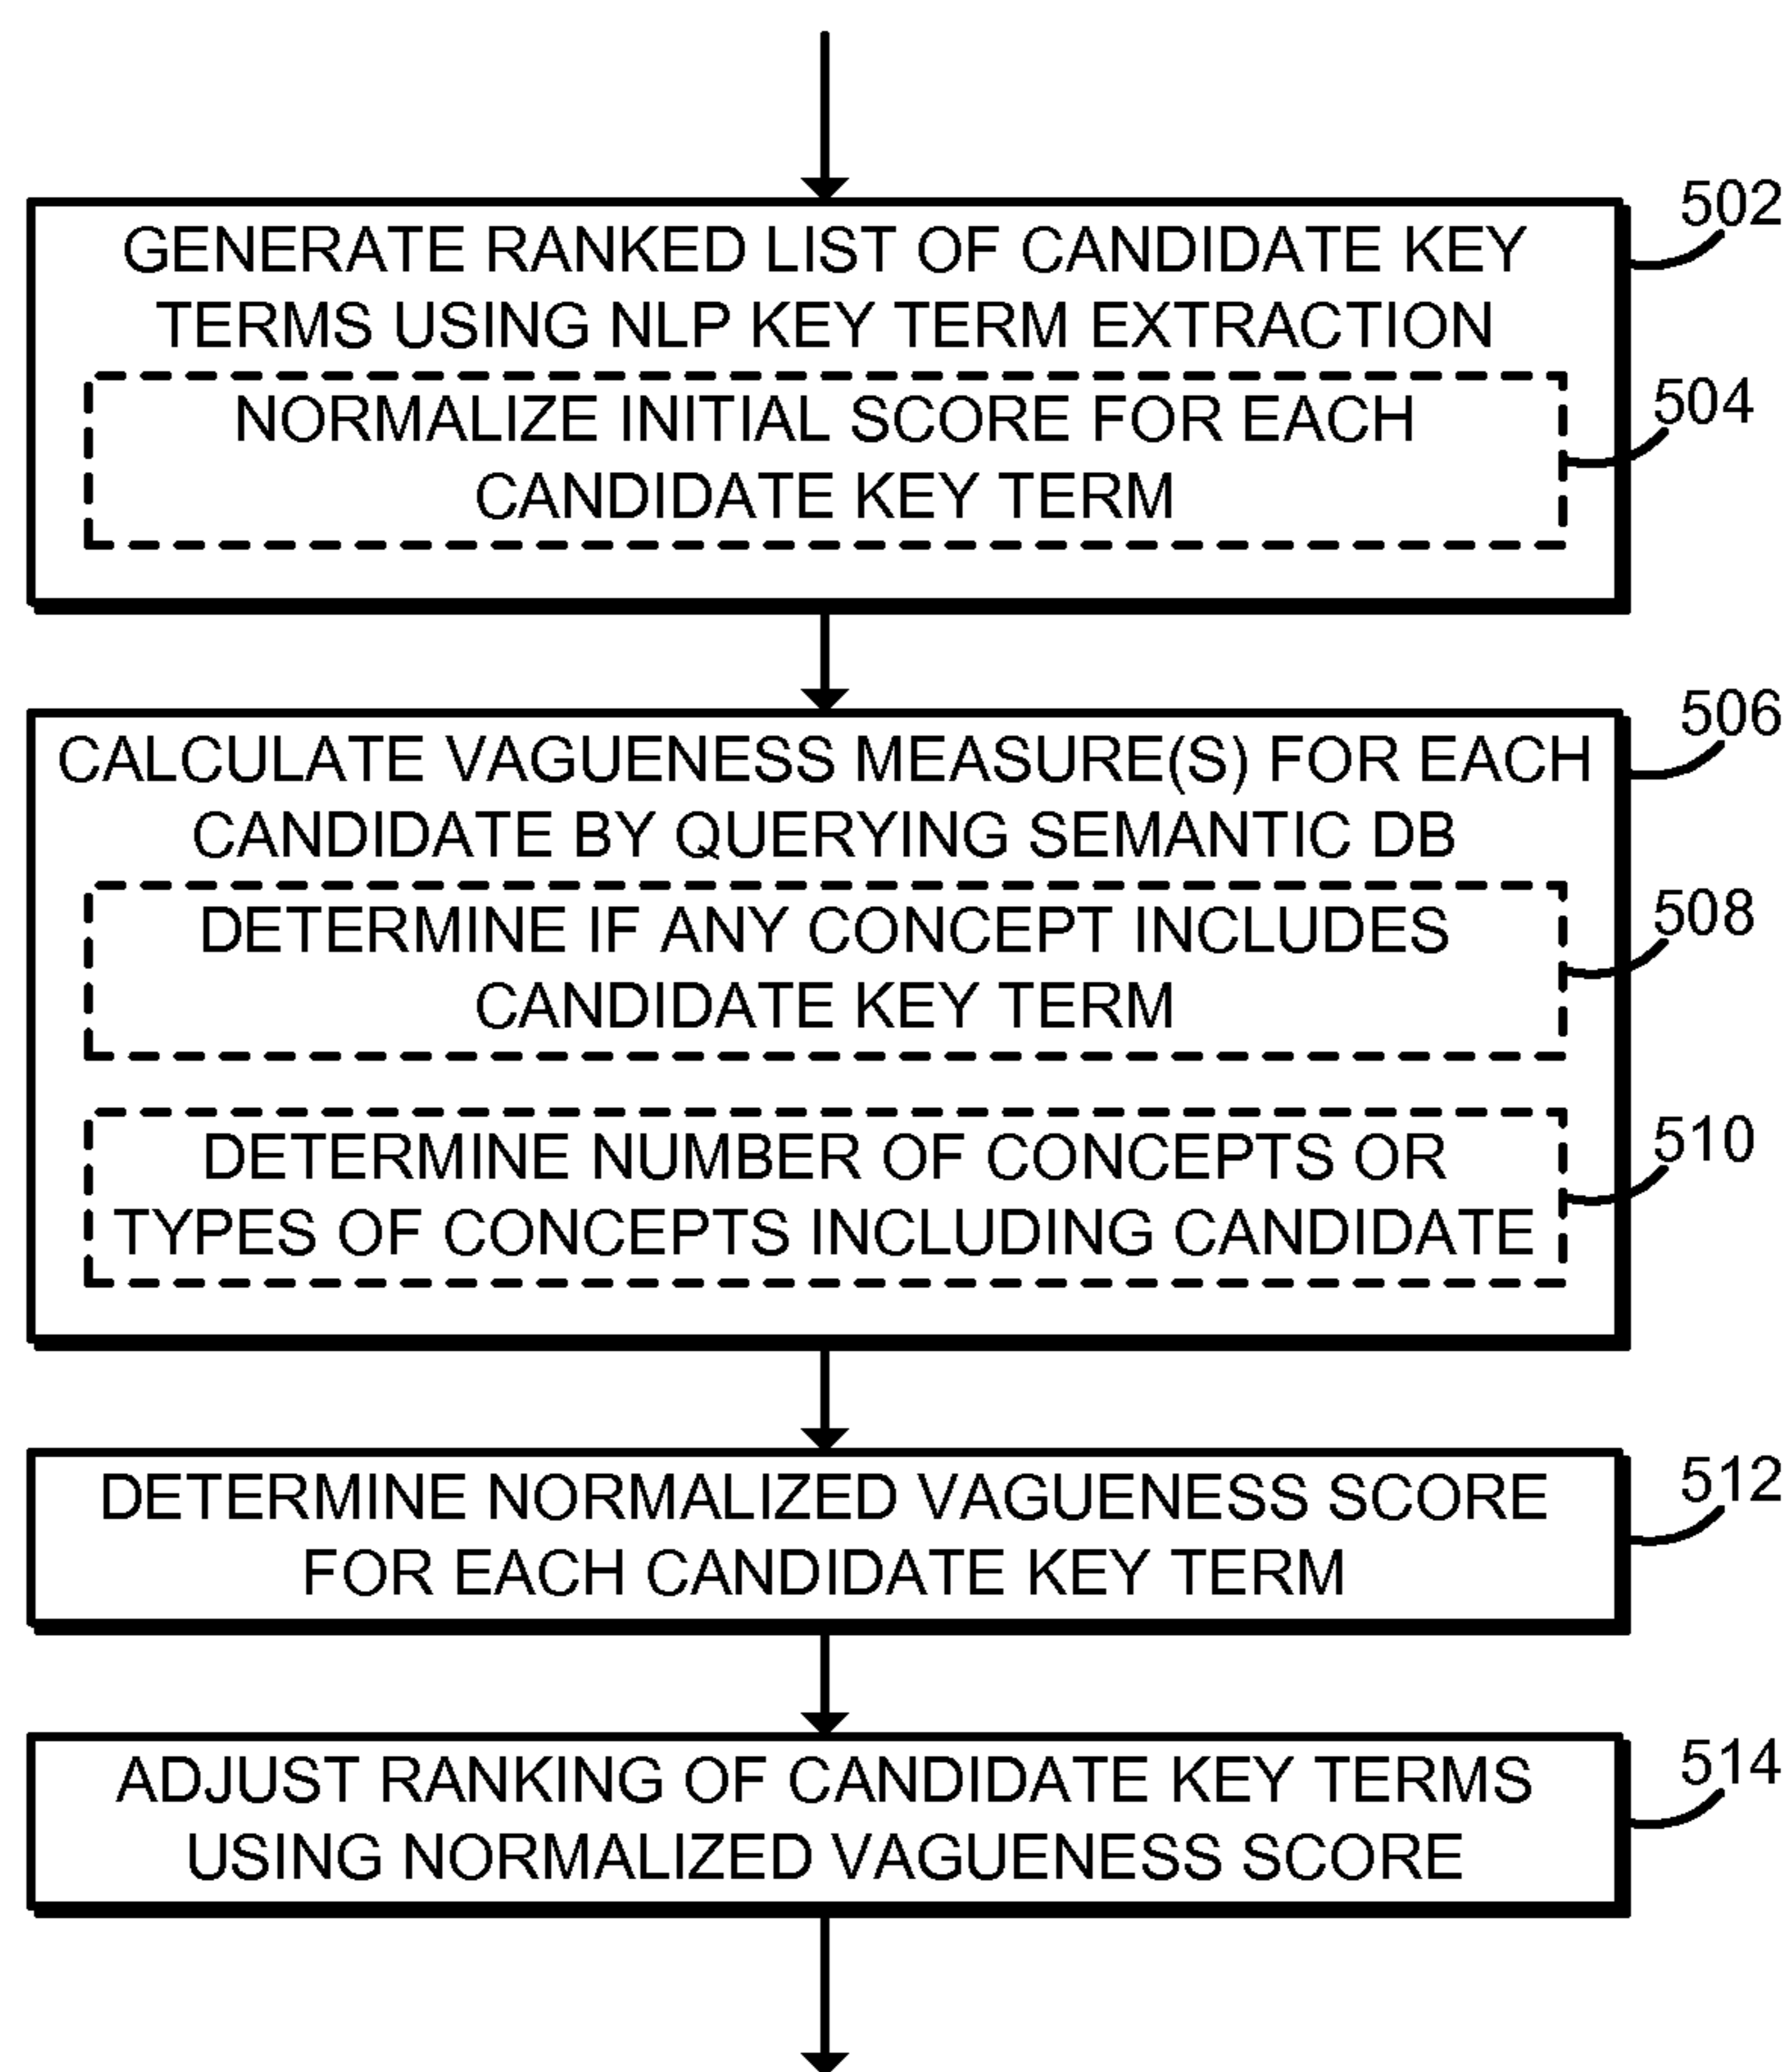 502
GENERATE RANKED LIST OF CANDIDATE KEY
TERMS USING NLP KEY TERM EXTRACTION
504
NORMALIZE INITIAL SCORE FOR EACH
CANDIDATE KEY TERM
506
CALCULATE VAGUENESS MEASURE(S) FOR EACH
CANDIDATE BY QUERYING SEMANTIC DB
508
DETERMINE IF ANY CONCEPT INCLUDES
CANDIDATE KEY TERM
510
DETERMINE NUMBER OF CONCEPTS OR
TYPES OF CONCEPTS INCLUDING CANDIDATE
512
DETERMINE NORMALIZED VAGUENESS SCORE
FOR EACH CANDIDATE KEY TERM
514
ADJUST RANKING OF CANDIDATE KEY TERMS
USING NORMALIZED VAGUENESS SCORE